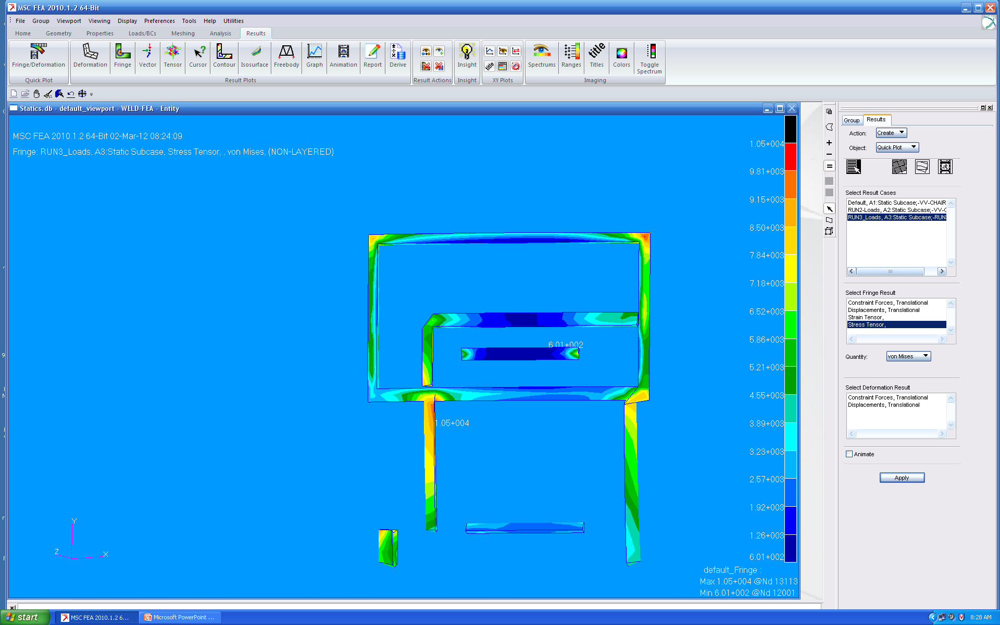 MSC FEA 2010.1.2 64-Bit
File Group Viewport Viewing Display Preferences Tools Help Utilities
Home Geometry Properties Loads/BCs Meshing Analysis Results
Fringe/Deformation Deformation Fringe Vector Tensor Cursor Contour Isosurface Freebody Graph Animation Report Derive Insight Spectrums Ranges Titles Colors Toggle Spectrum
Quick Plot Result Plots Result Actions Insight XY Plots Imaging
Statics.db - default_viewport - WELD-FEA - Entity
MSC FEA 2010.1.2 64-Bit 02-Mar-12 08:24:09
Fringe: RUN3_Loads, A3:Static Subcase, Stress Tensor, , von Mises, (NON-LAYERED)
1.05+004
9.81+003
9.15+003
8.50+003
7.84+003
7.18+003
6.52+003
5.86+003
5.21+003
4.55+003
3.89+003
3.23+003
2.57+003
1.92+003
1.26+003
6.01+002
6.01+002
1.05+004
Y
Z
X
default_Fringe :
Max 1.05+004 @Nd 13113
Min 6.01+002 @Nd 12001
Group Results
Action: Create
Object: Quick Plot
Select Result Cases
Default, A1:Static Subcase;-VV-CHAIR
RUN2-Loads, A2:Static Subcase;-VV-C
RUN3_Loads, A3:Static Subcase;-RUN3
Select Fringe Result
Constraint Forces, Translational
Displacements, Translational
Strain Tensor,
Stress Tensor,
Quantity: von Mises
Select Deformation Result
Constraint Forces, Translational
Displacements, Translational
Animate
Apply
start MSC FEA 2010.1.2 6... Microsoft PowerPoint ... 8:28 AM